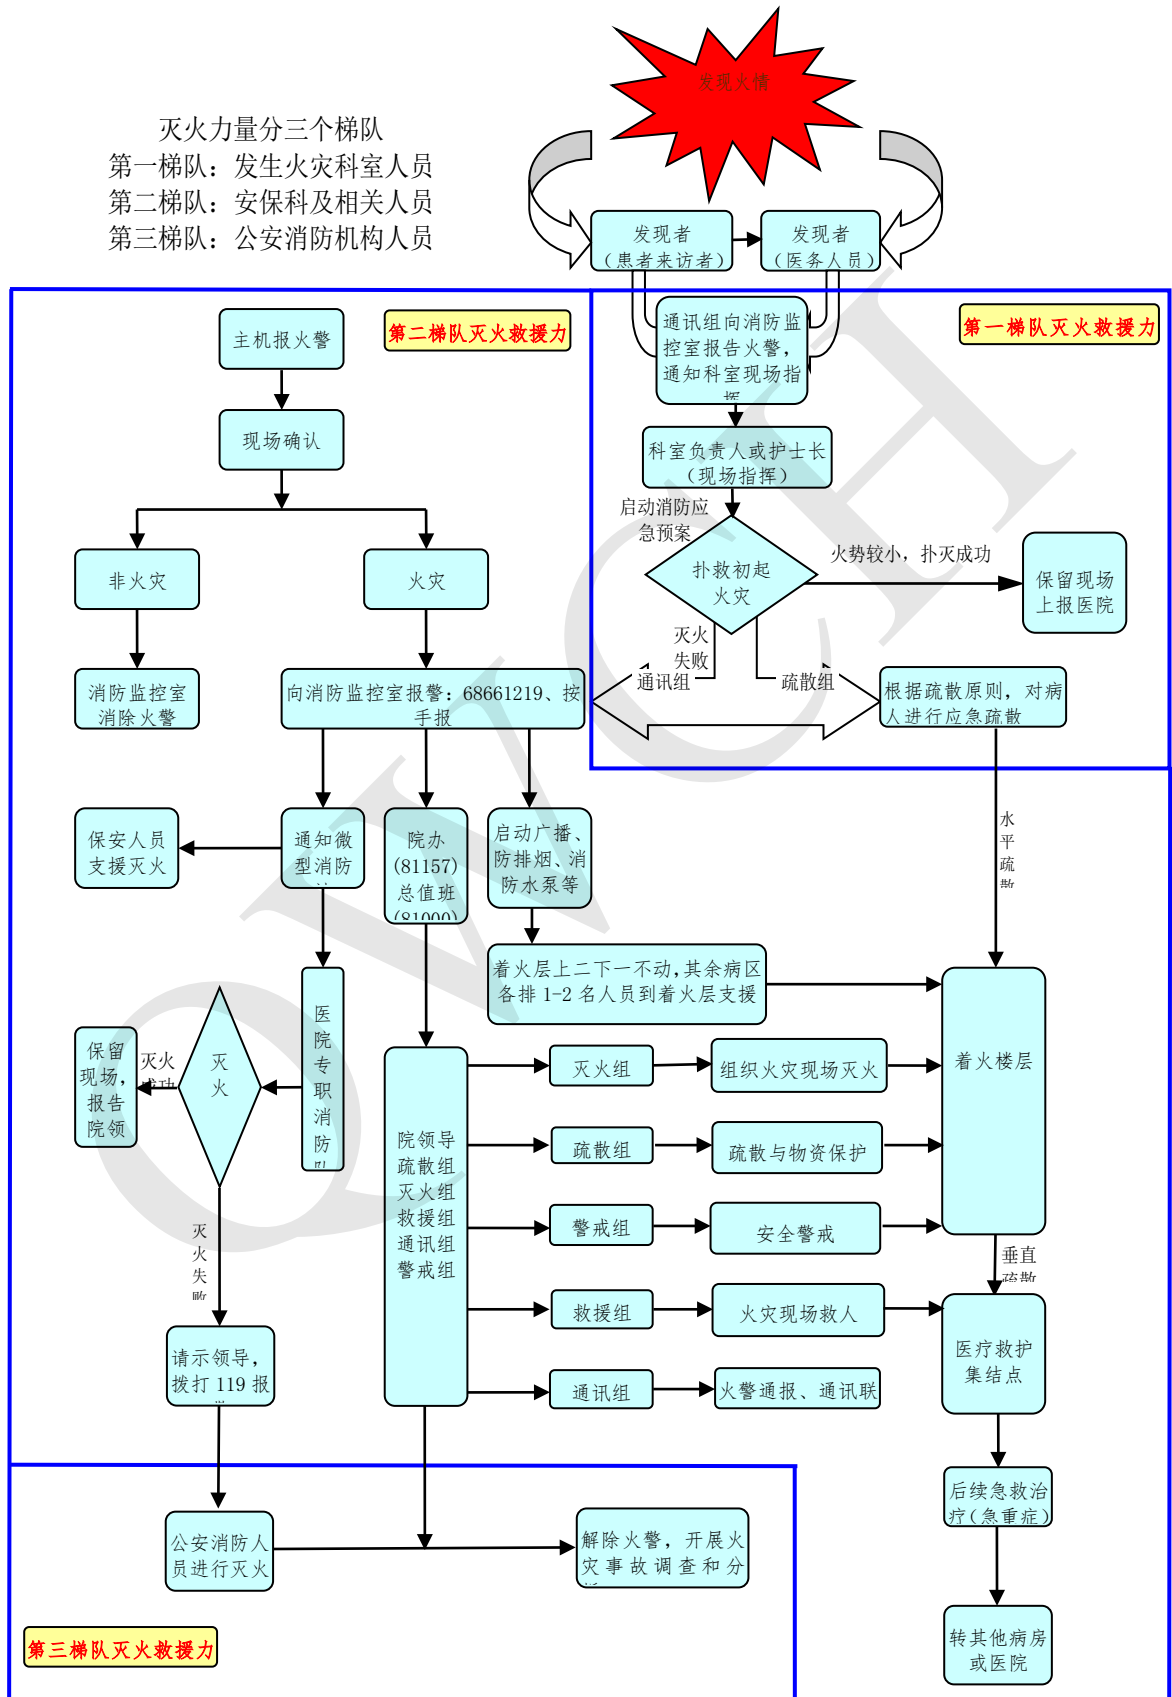 发现火情
灭火力量分三个梯队
第一梯队：发生火灾科室人员
第二梯队：安保科及相关人员
第三梯队：公安消防机构人员
发现者
（患者来访者）
发现者
（医务人员）
第二梯队灭火救援力
第一梯队灭火救援力
主机报火警
现场确认
非火灾
火灾
消防监控室
消除火警
向消防监控室报警：68661219、按
手报
通讯组向消防监
控室报告火警，
通知科室现场指
挥
科室负责人或护士长
（现场指挥）
启动消防应
急预案
扑救初起
火灾
火势较小，扑灭成功
保留现场
上报医院
灭火
失败
通讯组
疏散组
根据疏散原则，对病
人进行应急疏散
水平疏散
保安人员
支援灭火
通知微
型消防
院办
(81157)
总值班
(81000)
启动广播、
防排烟、消
防水泵等
着火层上二下一不动，其余病区
各排 1-2 名人员到着火层支援
着火楼层
保留
现场，
报告
院领
灭火
成功
灭火
医院专职消防队
灭火失败
院领导
疏散组
灭火组
救援组
通讯组
警戒组
灭火组
组织火灾现场灭火
疏散组
疏散与物资保护
警戒组
安全警戒
救援组
火灾现场救人
通讯组
火警通报、通讯联
垂直
疏散
医疗救护
集结点
后续急救治
疗(急重症)
转其他病房
或医院
请示领导，
拨打 119 报
公安消防人
员进行灭火
解除火警，开展火
灾事故调查和分
第三梯队灭火救援力
QWCH